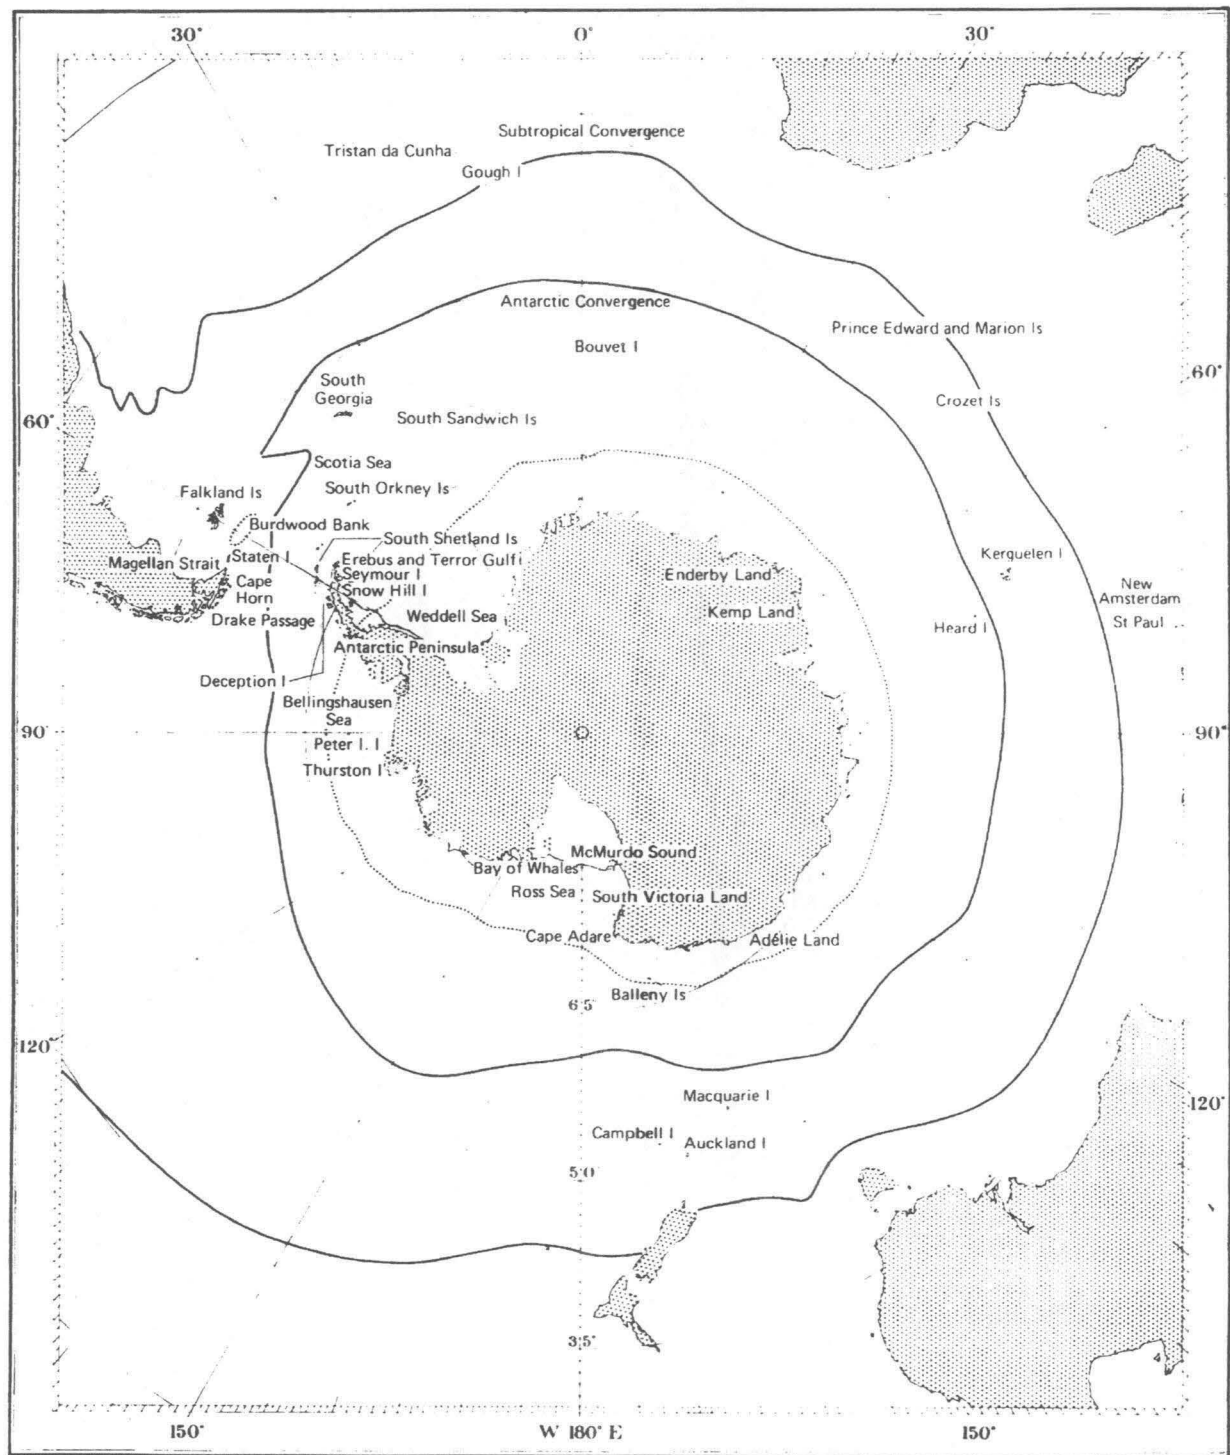 30° 0° 30°
Subtropical Convergence
Tristan da Cunha
Gough I
Antarctic Convergence
Prince Edward and Marion Is
Bouvet I
60°
South
Georgia
Crozet Is
60°
South Sandwich Is
Scotia Sea
South Orkney Is
Falkland Is
Burdwood Bank
South Shetland Is
Staten I
Magellan Strait
Erebus and Terror Gulf
Kerguelen I
Seymour I
Enderby Land
Cape
Horn
Snow Hill I
New
Amsterdam
Drake Passage
Weddell Sea
Kemp Land
Heard I
St Paul
Antarctic Peninsula
Deception I
Bellingshausen
Sea
90°
90°
Peter I. I
Thurston I
McMurdo Sound
Bay of Whales
Ross Sea
South Victoria Land
Cape Adare
Adélie Land
Balleny Is
65°
120°
Macquarie I
120°
Campbell I
Auckland I
50°
35°
4
150° W 180° E 150°